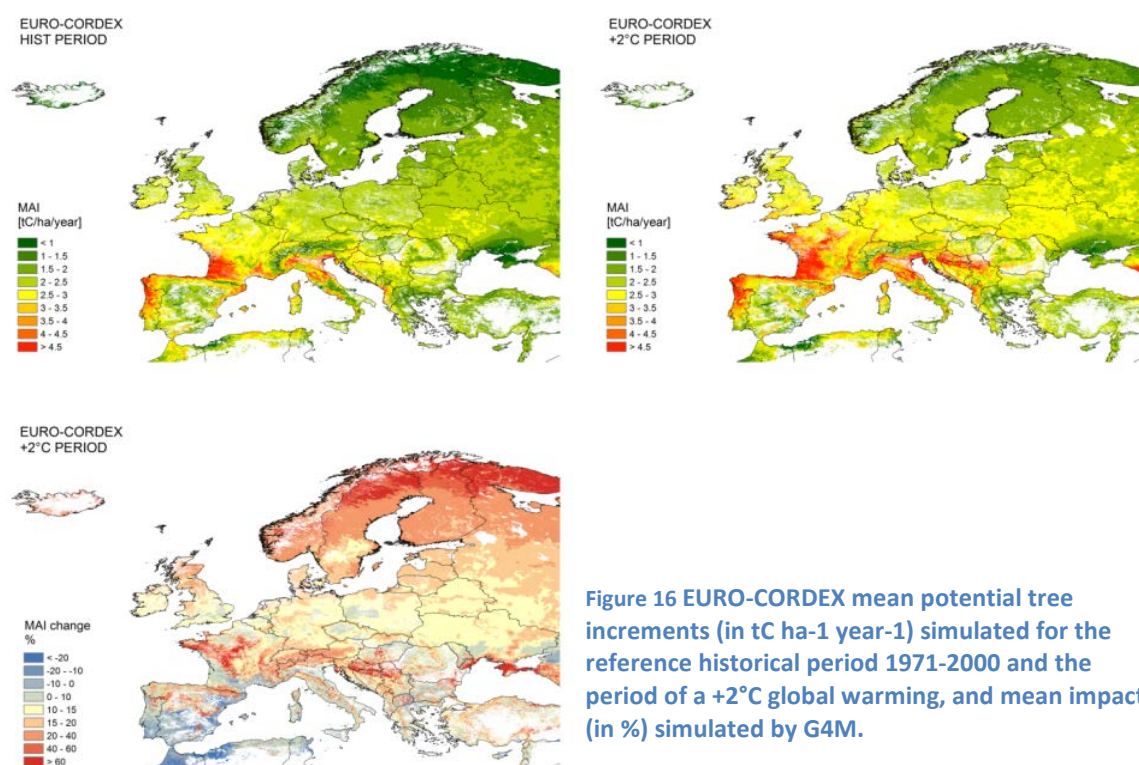 EURO-CORDEX
HIST PERIOD
MAI
[tC/ha/year]
< 1
1 - 1.5
1.5 - 2
2 - 2.5
2.5 - 3
3 - 3.5
3.5 - 4
4 - 4.5
> 4.5
EURO-CORDEX
+2°C PERIOD
MAI
[tC/ha/year]
< 1
1 - 1.5
1.5 - 2
2 - 2.5
2.5 - 3
3 - 3.5
3.5 - 4
4 - 4.5
> 4.5
EURO-CORDEX
+2°C PERIOD
MAI change
%
< -20
-20 - -10
-10 - 0
0 - 10
10 - 15
15 - 20
20 - 40
40 - 60
> 60
Figure 16 EURO-CORDEX mean potential tree
increments (in tC ha-1 year-1) simulated for the
reference historical period 1971-2000 and the
period of a +2°C global warming, and mean impact
(in %) simulated by G4M.